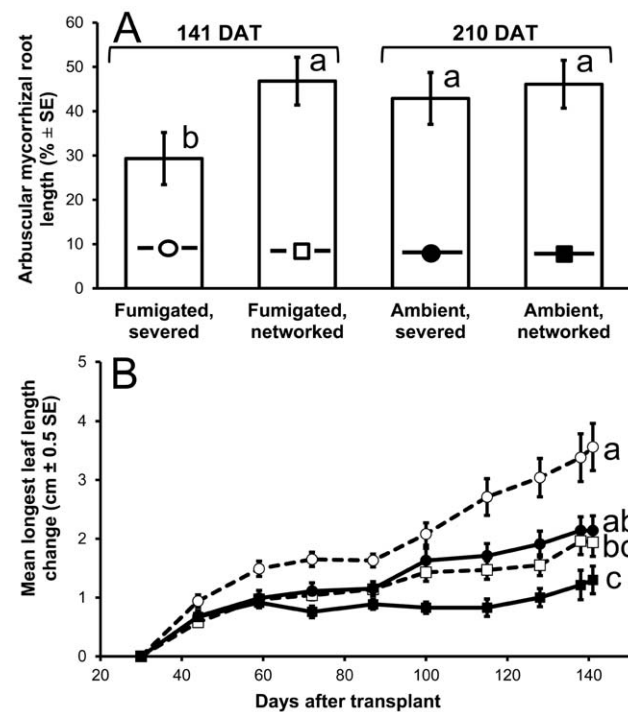 A
141 DAT
210 DAT
Arbuscular mycorrhizal root
length (% ± SE)
60
50
40
30
20
10
0
b
a
a
a
Fumigated,
severed
Fumigated,
networked
Ambient,
severed
Ambient,
networked
B
Mean longest leaf length
change (cm ± 0.5 SE)
5
4
3
2
1
0
a
ab
bc
c
20 40 60 80 100 120 140
Days after transplant